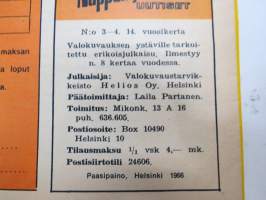 UUTISET
N:o 3—4. 14. vuosikerta
Valokuvauksen ystäville tarkoi-
tettu erikoisjulkaisu. Ilmestyy
n. 8 kertaa vuodessa.
Julkaisija: Valokuvaustarvik-
keisto Helios Oy, Helsinki
Päätoimittaja: Laila Partanen.
Toimitus: Mikonk. 13 A 16
puh. 636.605.
Postiosoite: Box 10490
Helsinki; 10
Tilausmaksu 1/1 vsk 4,— mk.
Postisiirtotili 24606.
Paasipaino, Helsinki 1966
maksan
loput
itaa